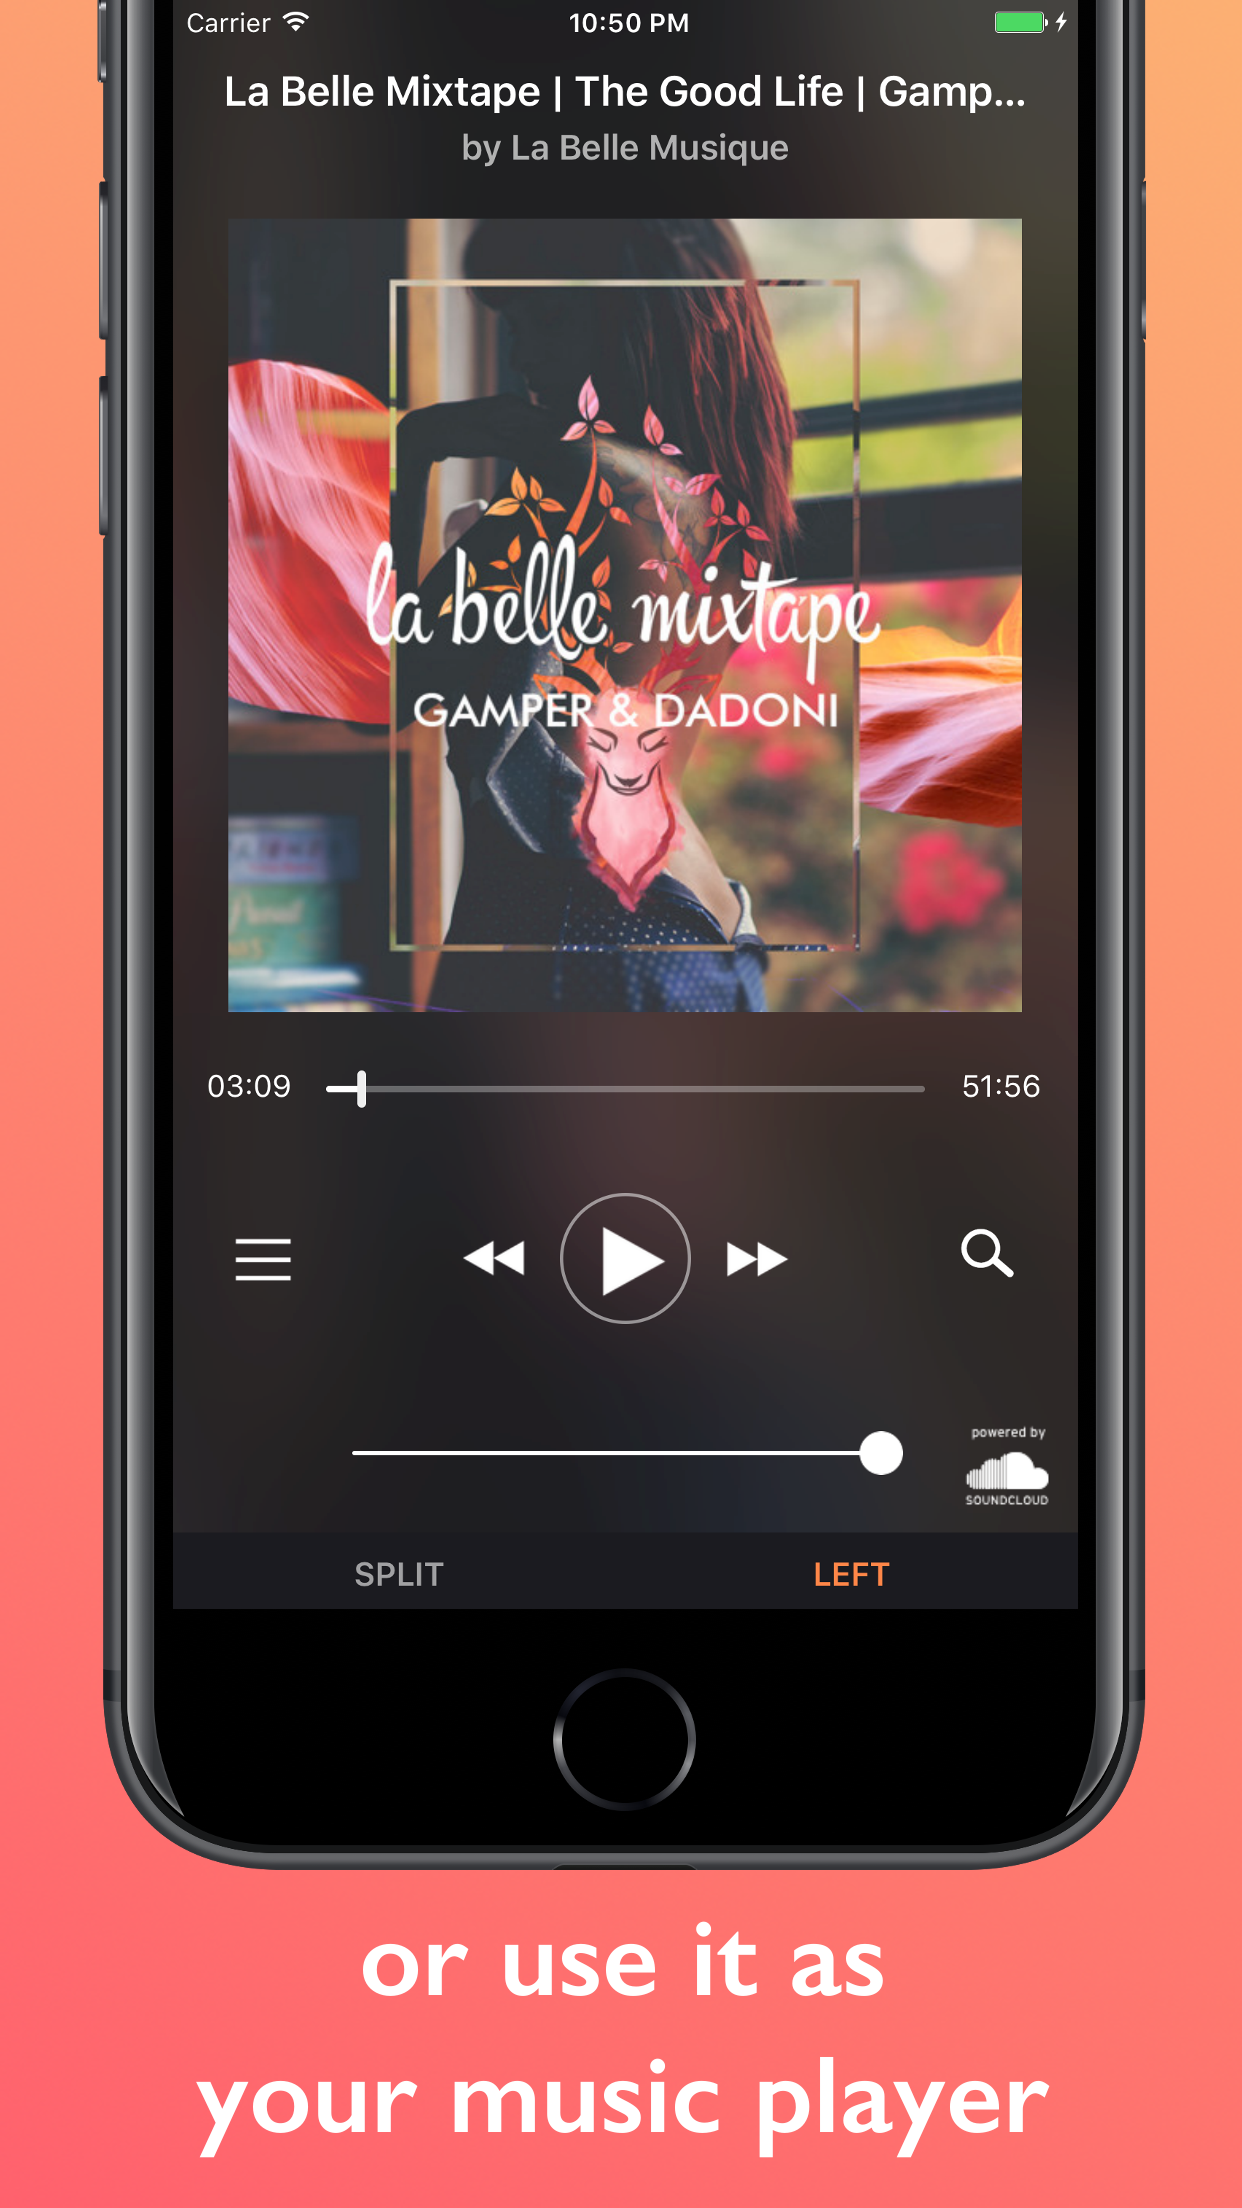 Carrier 10:50 PM
La Belle Mixtape | The Good Life | Gamp...
by La Belle Musique
la belle mixtape
GAMPER & DADONI
03:09 51:56
powered by
SOUNDCLOUD
SPLIT LEFT
or use it as
your music player